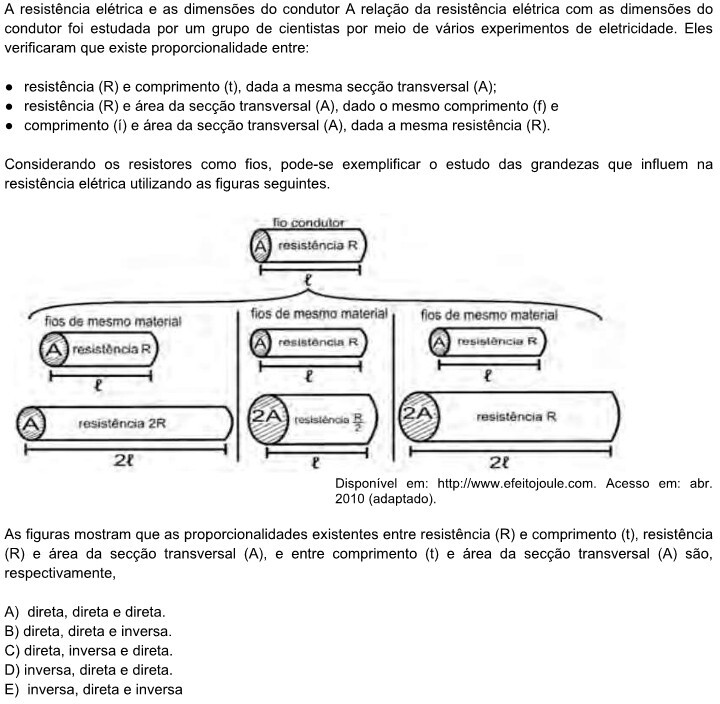 A resistência elétrica e as dimensões do condutor A relação da resistência elétrica com as dimensões do
condutor foi estudada por um grupo de cientistas por meio de vários experimentos de eletricidade. Eles
verificaram que existe proporcionalidade entre:
● resistência (R) e comprimento (t), dada a mesma secção transversal (A);
● resistência (R) e área da secção transversal (A), dado o mesmo comprimento (f) e
● comprimento (í) e área da secção transversal (A), dada a mesma resistência (R).
Considerando os resistores como fios, pode-se exemplificar o estudo das grandezas que influem na
resistência elétrica utilizando as figuras seguintes.
fio condutor
A resistência R
ℓ
fios de mesmo material
A resistência R
ℓ
A resistência 2R
2ℓ
fios de mesmo material
A resistência R
ℓ
2A resistência R/2
ℓ
fios de mesmo material
A resistência R
ℓ
2A resistência R
2ℓ
Disponível em: http://www.efeitojoule.com. Acesso em: abr.
2010 (adaptado).
As figuras mostram que as proporcionalidades existentes entre resistência (R) e comprimento (t), resistência
(R) e área da secção transversal (A), e entre comprimento (t) e área da secção transversal (A) são,
respectivamente,
A) direta, direta e direta.
B) direta, direta e inversa.
C) direta, inversa e direta.
D) inversa, direta e direta.
E) inversa, direta e inversa